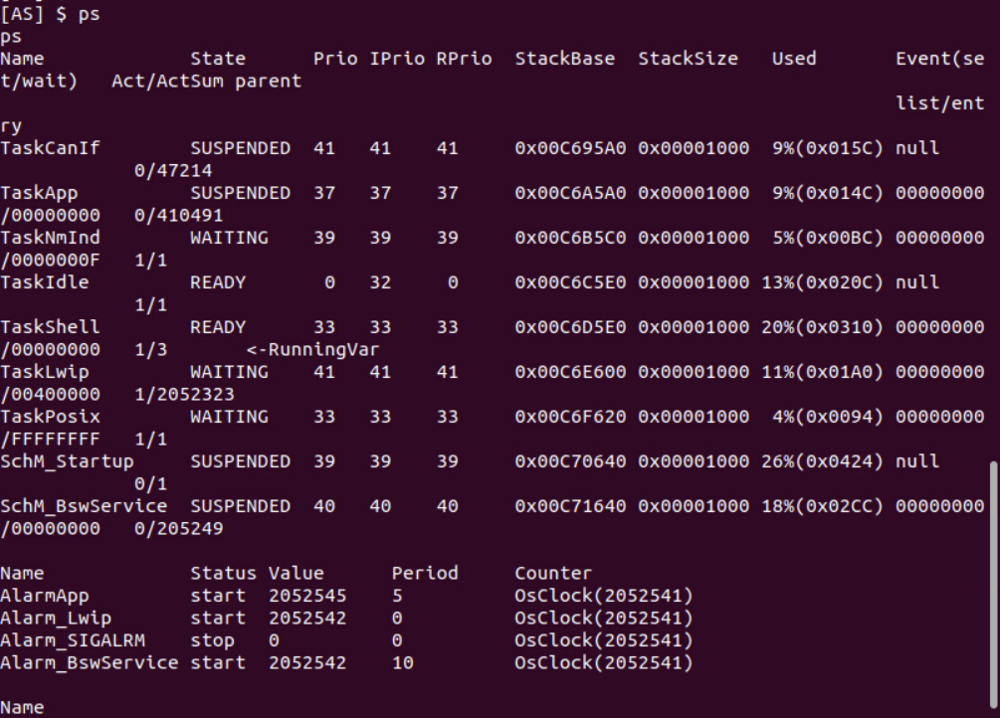 [AS] $ ps
ps
Name             State      Prio IPrio RPrio  StackBase  StackSize   Used       Event(se
t/wait)   Act/ActSum parent
                                                                                list/ent
ry
TaskCanIf        SUSPENDED  41   41    41     0x00C695A0 0x00001000  9%(0x015C) null
            0/47214
TaskApp          SUSPENDED  37   37    37     0x00C6A5A0 0x00001000  9%(0x014C) 00000000
/00000000   0/410491
TaskNmInd        WAITING    39   39    39     0x00C6B5C0 0x00001000  5%(0x00BC) 00000000
/0000000F   1/1
TaskIdle         READY       0   32     0     0x00C6C5E0 0x00001000 13%(0x020C) null
            1/1
TaskShell        READY      33   33    33     0x00C6D5E0 0x00001000 20%(0x0310) 00000000
/00000000   1/3       <-RunningVar
TaskLwip         WAITING    41   41    41     0x00C6E600 0x00001000 11%(0x01A0) 00000000
/00400000   1/2052323
TaskPosix        WAITING    33   33    33     0x00C6F620 0x00001000  4%(0x0094) 00000000
/FFFFFFFF   1/1
SchM_Startup     SUSPENDED  39   39    39     0x00C70640 0x00001000 26%(0x0424) null
            0/1
SchM_BswService  SUSPENDED  40   40    40     0x00C71640 0x00001000 18%(0x02CC) 00000000
/00000000   0/205249
Name             Status Value      Period     Counter
AlarmApp         start  2052545    5          OsClock(2052541)
Alarm_Lwip       start  2052542    0          OsClock(2052541)
Alarm_SIGALRM    stop   0          0          OsClock(2052541)
Alarm_BswService start  2052542    10         OsClock(2052541)
Name